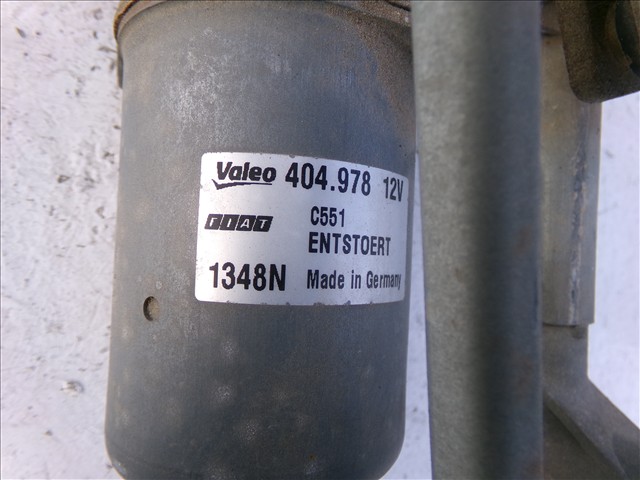 Valeo 404.978 12V
FIAT C551
ENTSTOERT
1348N Made in Germany